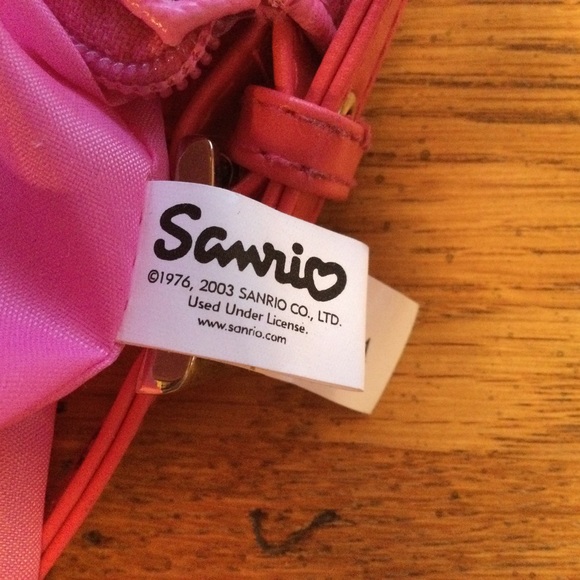 Sanrio
©1976, 2003 SANRIO CO., LTD.
Used Under License.
www.sanrio.com